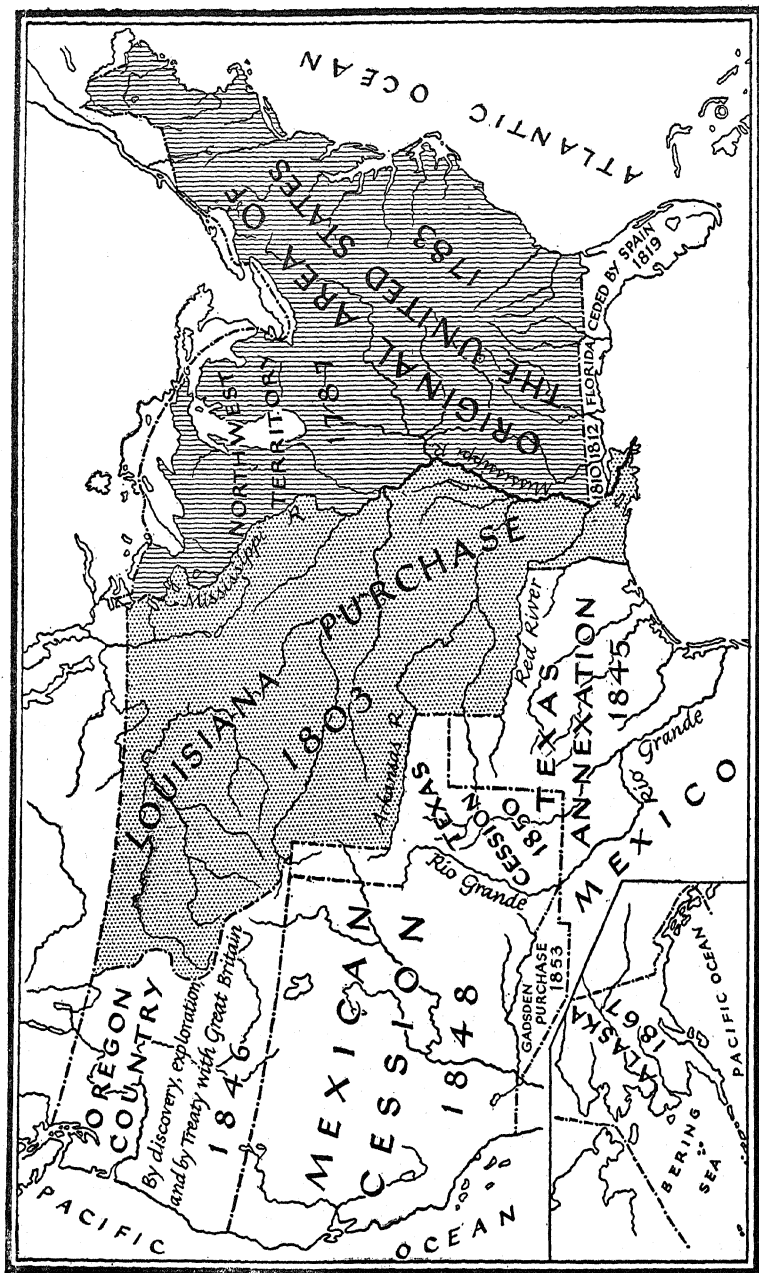 ATLANTIC OCEAN
ORIGINAL AREA OF
THE UNITED STATES
1783
NORTHWEST
TERRITORY
1787
Mississippi R.
Mississippi R.
1810
1812
FLORIDA CEDED BY SPAIN
1819
LOUISIANA PURCHASE
1803
Arkansas R.
Red River
TEXAS
ANNEXATION
1845
Rio Grande
TEXAS
CESSION
1850
Rio Grande
MEXICO
OREGON
COUNTRY
By discovery, exploration,
and by Treaty with Great Britain
1846
MEXICAN
CESSION
1848
GADSDEN
PURCHASE
1853
PACIFIC OCEAN
ALASKA
1867
BERING
SEA
PACIFIC OCEAN